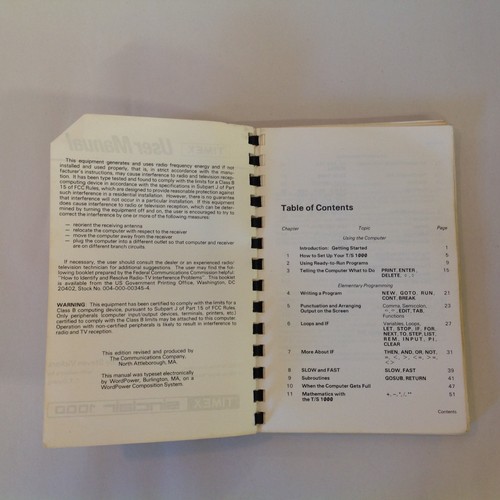 This equipment generates and uses radio frequency energy and if not
installed and used properly, that is, in strict accordance with the manu-
facturer's instructions, may cause interference to radio and television recep-
tion. It has been type tested and found to comply with the limits for a Class B
computing device in accordance with the specifications in Subpart J of Part
15 of FCC Rules, which are designed to provide reasonable protection against
such interference in a residential installation. However, there is no guarantee
that interference will not occur in a particular installation. If this equipment
does cause interference to radio or television reception, which can be deter-
mined by turning the equipment off and on, the user is encouraged to try to
correct the interference by one or more of the following measures:
— reorient the receiving antenna
— relocate the computer with respect to the receiver
— move the computer away from the receiver
— plug the computer into a different outlet so that computer and receiver
are on different branch circuits.
If necessary, the user should consult the dealer or an experienced radio/
television technician for additional suggestions. The user may find the fol-
lowing booklet prepared by the Federal Communications Commission helpful:
"How to Identify and Resolve Radio-TV Interference Problems". This booklet
is available from the US Government Printing Office, Washington, DC
20402, Stock No. 004-000-00345-4.
WARNING: This equipment has been certified to comply with the limits for a
Class B computing device, pursuant to Subpart J of Part 15 of FCC Rules.
Only peripherals (computer input/output devices, terminals, printers, etc.)
certified to comply with the Class B limits may be attached to this computer.
Operation with non-certified peripherals is likely to result in interference to
radio and TV reception.
This edition revised and produced by
The Communications Company,
North Attleborough, MA.
This manual was typeset electronically
by WordPower, Burlington, MA, on a
WordPower Composition System.
Table of Contents
Chapter Topic Page
Using the Computer
Introduction: Getting Started 1
1 How to Set Up Your T/S 1000 5
2 Using Ready-to-Run Programs 9
3 Telling the Computer What to Do PRINT, ENTER, 15
DELETE,
Elementary Programming
4 Writing a Program NEW, GOTO, RUN, 21
CONT, BREAK
5 Punctuation and Arranging Comma, Semicolon, 23
Output on the Screen EDIT, TAB,
Functions
6 Loops and If Variables, Loops, 27
LET, STOP, IF, FOR,
NEXT, TO, STEP, LIST,
REM, INPUT, PI,
CLEAR
7 More About If THEN, AND, OR, NOT, 31
8 SLOW and FAST SLOW, FAST 39
9 Subroutines GOSUB, RETURN 41
10 When the Computer Gets Full 47
11 Mathematics with 51
the T/S 1000
Contents